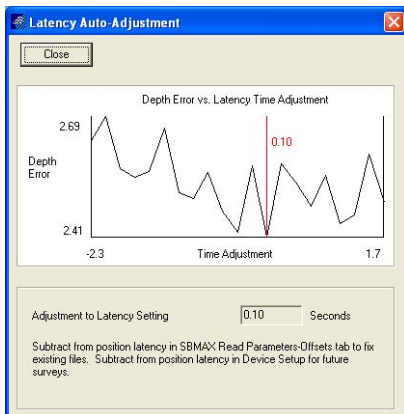 Latency Auto-Adjustment
Close
Depth Error vs. Latency Time Adjustment
2.69
0.10
Depth
Error
2.41
-2.3
Time Adjustment
1.7
Adjustment to Latency Setting
0.10
Seconds
Subtract from position latency in SBMAX Read Parameters-Offsets tab to fix
existing files. Subtract from position latency in Device Setup for future
surveys.